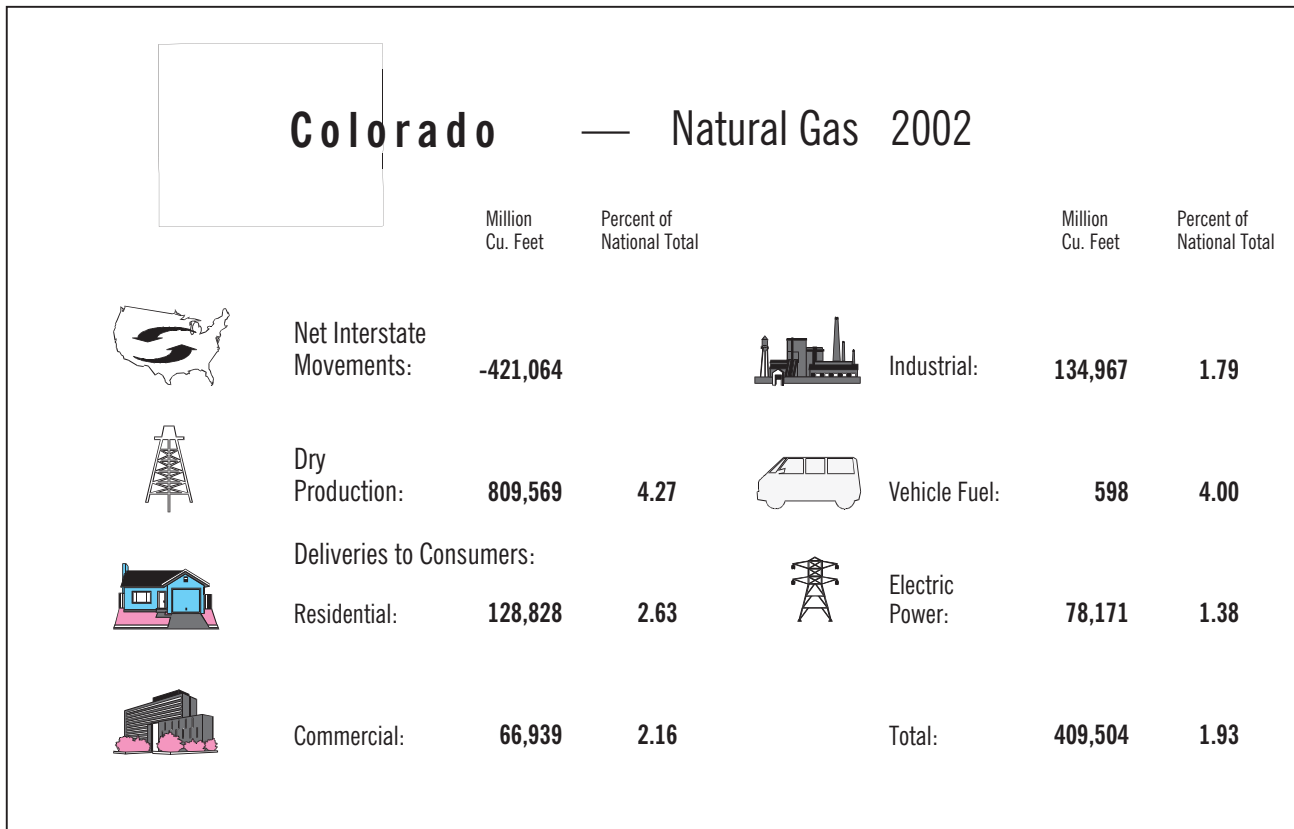 Colorado — Natural Gas 2002
Million Cu. Feet
Percent of National Total
Million Cu. Feet
Percent of National Total
Net Interstate
Movements: -421,064
Industrial: 134,967 1.79
Dry
Production: 809,569 4.27
Vehicle Fuel: 598 4.00
Deliveries to Consumers:
Residential: 128,828 2.63
Electric
Power: 78,171 1.38
Commercial: 66,939 2.16
Total: 409,504 1.93